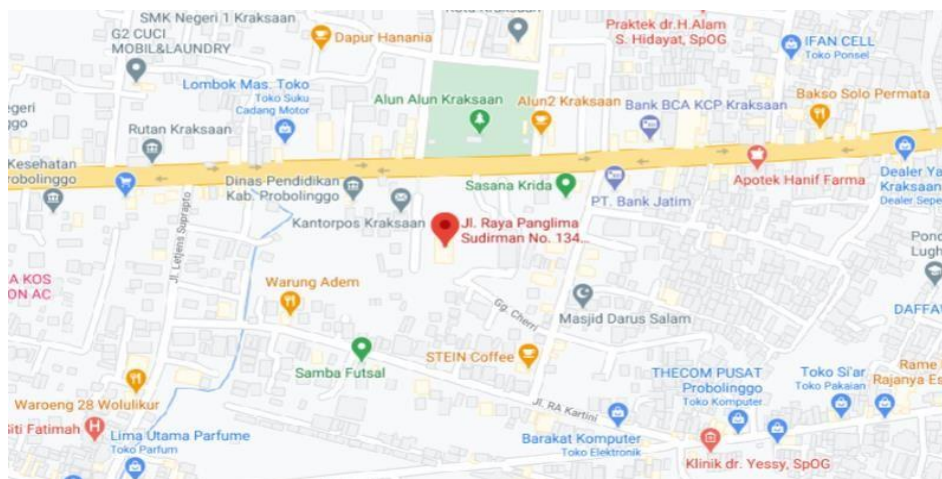 SMK Negeri 1 Kraksaan
G2 CUCI
MOBIL&LAUNDRY
Dapur Hanania
Praktek dr.H.Alam
S. Hidayat, SpOG
IFAN CELL
Toko Ponsel
Lombok Mas. Toko
Toko Suku
Cadang Motor
Alun Alun Kraksaan
Alun2 Kraksaan
Bank BCA KCP Kraksaan
Bakso Solo Permata
Rutan Kraksaan
Kesehatan
robolinggo
Dinas Pendidikan
Kab. Probolinggo
Sasana Krida
PT. Bank Jatim
Apotek Hanif Farma
Dealer Ya
Kraksaan
Dealer Sepe
Kantorpos Kraksaan
Jl. Raya Panglima
Sudirman No. 134...
Jl. Letjens Suprapto
A KOS
ON AC
Warung Adem
Gg. Cherri
Masjid Darus Salam
Pond
Lugh
DAFFA
Samba Futsal
STEIN Coffee
THECOM PUSAT
Probolinggo
Toko Komputer
Toko Si'ar
Toko Pakaian
Rame
Rajanya Es
Waroeng 28 Wolulikur
Jl. RA Kartini
Siti Fatimah
Lima Utama Parfume
Toko Parfum
Barakat Komputer
Toko Elektronik
Klinik dr. Yessy, SpOG